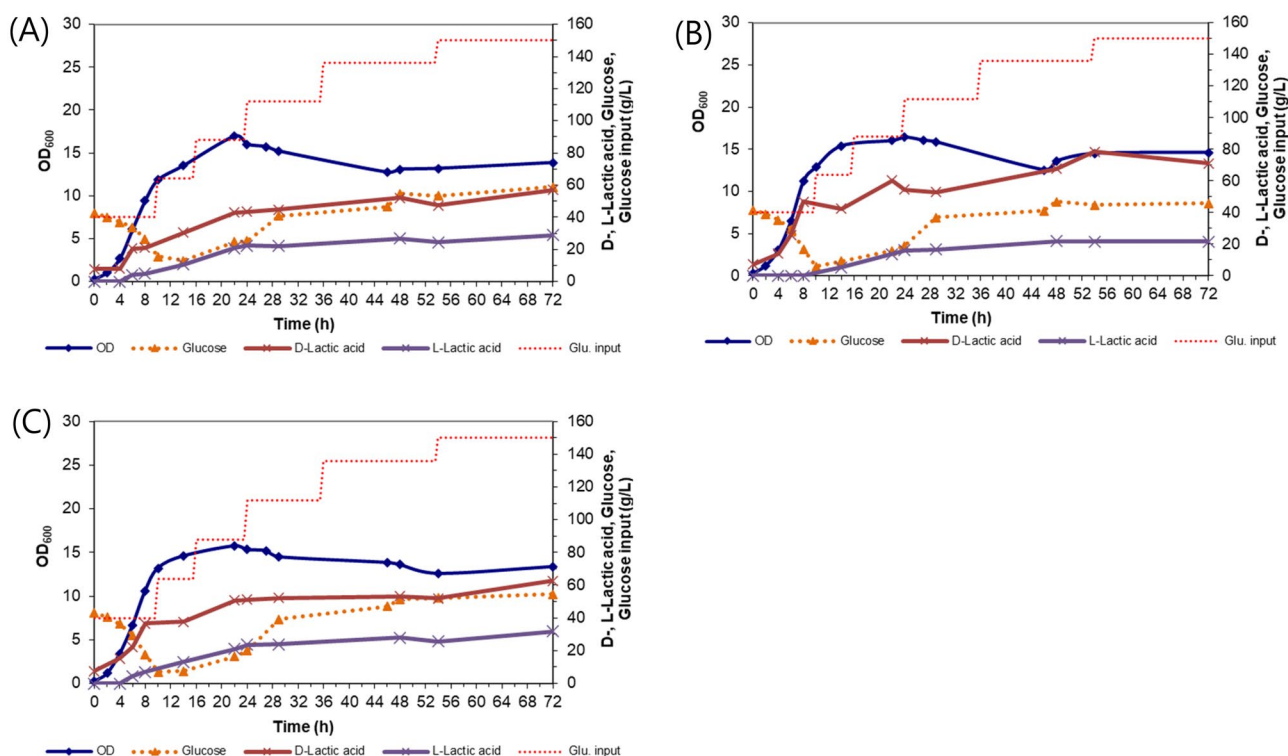 (A)
30
25
20
15
10
5
0
OD600
160
140
120
100
80
60
40
20
0
D-, L-Lactic acid, Glucose,
Glucose input (g/L)
0 4 8 12 16 20 24 28 32 36 40 44 48 52 56 60 64 68 72
Time (h)
OD Glucose D-Lactic acid L-Lactic acid Glu. input
(B)
30
25
20
15
10
5
0
OD600
160
140
120
100
80
60
40
20
0
D-, L-Lactic acid, Glucose,
Glucose input (g/L)
0 4 8 12 16 20 24 28 32 36 40 44 48 52 56 60 64 68 72
Time (h)
OD Glucose D-Lactic acid L-Lactic acid Glu. input
(C)
30
25
20
15
10
5
0
OD600
160
140
120
100
80
60
40
20
0
D-, L-Lactic acid, Glucose,
Glucose input (g/L)
0 4 8 12 16 20 24 28 32 36 40 44 48 52 56 60 64 68 72
Time (h)
OD Glucose D-Lactic acid L-Lactic acid Glu. input